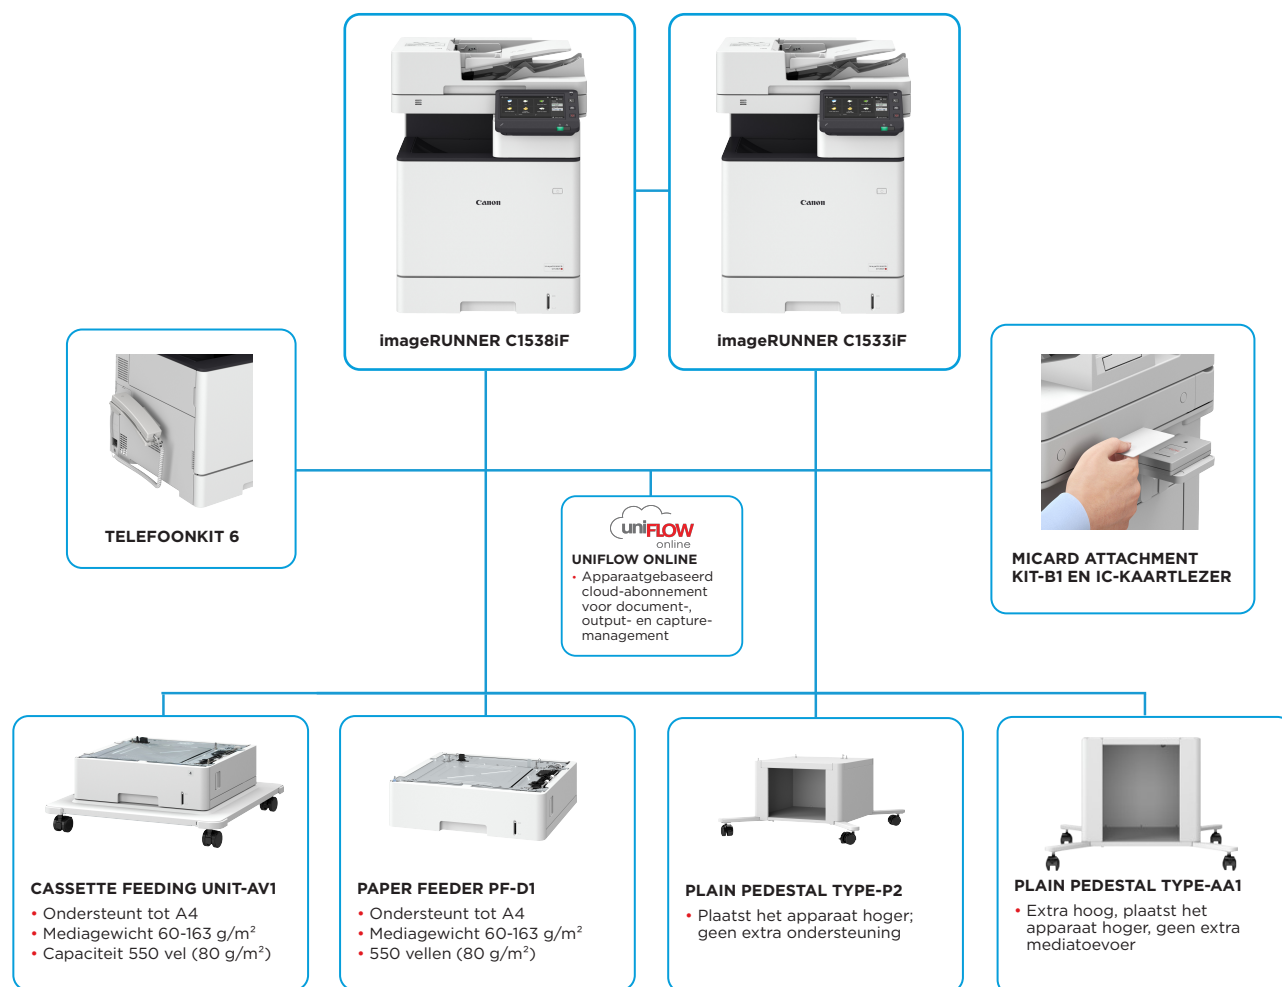 Canon
Canon
imageRUNNER C1538iF
imageRUNNER C1533iF
TELEFOONKIT 6
uniFLOW
online
UNIFLOW ONLINE
• Apparaatgebaseerd
cloud-abonnement
voor document-,
output- en capture-
management
MICARD ATTACHMENT
KIT-B1 EN IC-KAARTLEZER
CASSETTE FEEDING UNIT-AV1
• Ondersteunt tot A4
• Mediagewicht 60-163 g/m²
• Capaciteit 550 vel (80 g/m²)
PAPER FEEDER PF-D1
• Ondersteunt tot A4
• Mediagewicht 60-163 g/m²
• 550 vellen (80 g/m²)
PLAIN PEDESTAL TYPE-P2
• Plaatst het apparaat hoger;
geen extra ondersteuning
PLAIN PEDESTAL TYPE-AA1
• Extra hoog, plaatst het
apparaat hoger, geen extra
mediatoevoer